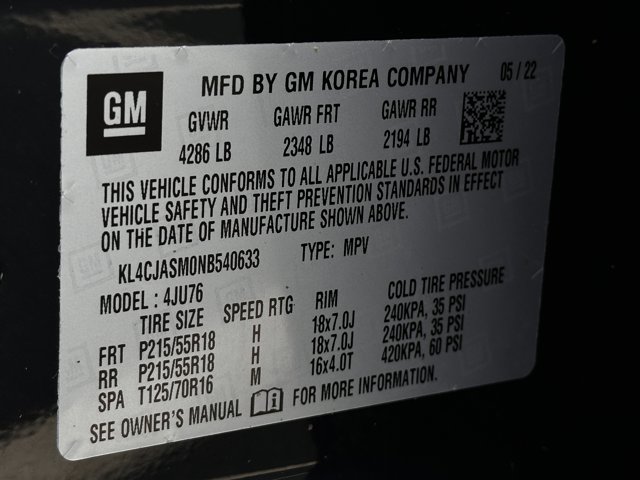 GM
MFD BY GM KOREA COMPANY 05 / 22
GVWR GAWR FRT GAWR RR
4286 LB 2348 LB 2194 LB
THIS VEHICLE CONFORMS TO ALL APPLICABLE U.S. FEDERAL MOTOR
VEHICLE SAFETY AND THEFT PREVENTION STANDARDS IN EFFECT
ON THE DATE OF MANUFACTURE SHOWN ABOVE.
KL4CJASM0NB540633 TYPE: MPV
MODEL : 4JU76
TIRE SIZE SPEED RTG RIM COLD TIRE PRESSURE
FRT P215/55R18 H 18x7.0J 240KPA, 35 PSI
RR P215/55R18 H 18x7.0J 240KPA, 35 PSI
SPA T125/70R16 M 16x4.0T 420KPA, 60 PSI
SEE OWNER'S MANUAL FOR MORE INFORMATION.